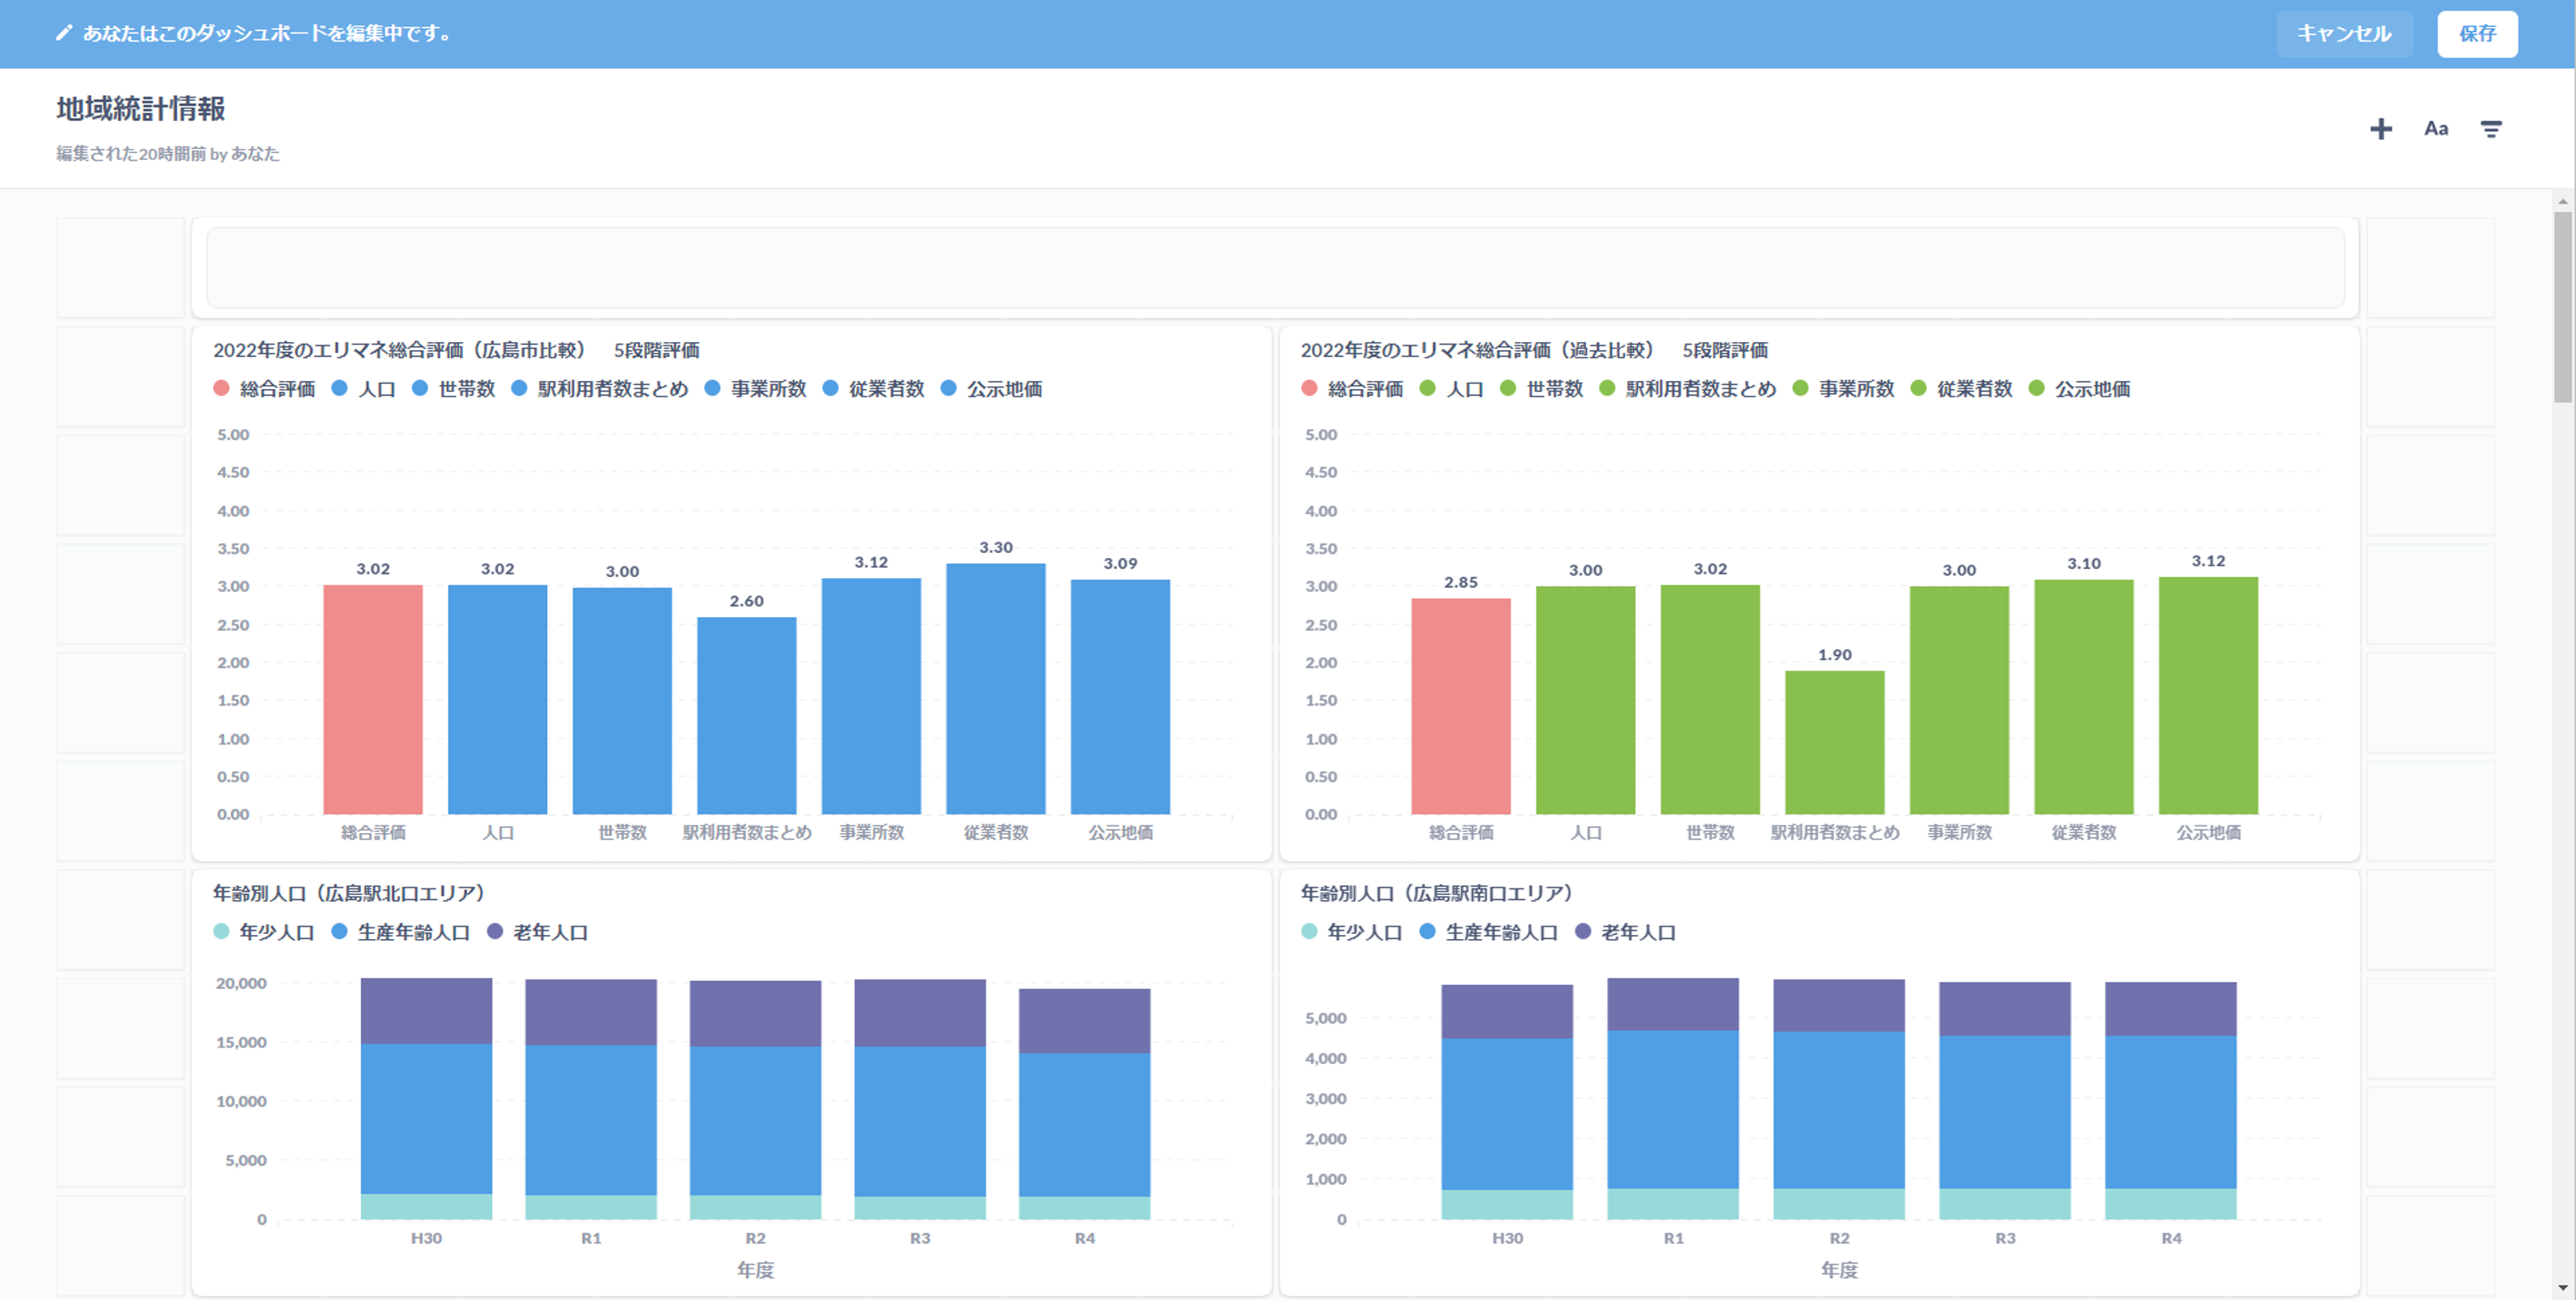 あなたはこのダッシュボードを編集中です。
キャンセル
保存
地域統計情報
編集された20時間前 by あなた
Aa
2022年度のエリマネ総合評価（広島市比較） 5段階評価
総合評価 人口 世帯数 駅利用者数まとめ 事業所数 従業者数 公示地価
5.00
4.50
4.00
3.50
3.00
2.50
2.00
1.50
1.00
0.50
0.00
3.02 3.02 3.00 2.60 3.12 3.30 3.09
総合評価 人口 世帯数 駅利用者数まとめ 事業所数 従業者数 公示地価
2022年度のエリマネ総合評価（過去比較） 5段階評価
総合評価 人口 世帯数 駅利用者数まとめ 事業所数 従業者数 公示地価
5.00
4.50
4.00
3.50
3.00
2.50
2.00
1.50
1.00
0.50
0.00
2.85 3.00 3.02 1.90 3.00 3.10 3.12
総合評価 人口 世帯数 駅利用者数まとめ 事業所数 従業者数 公示地価
年齢別人口（広島駅北口エリア）
年少人口 生産年齢人口 老年人口
20,000
15,000
10,000
5,000
0
H30 R1 R2 R3 R4
年度
年齢別人口（広島駅南口エリア）
年少人口 生産年齢人口 老年人口
5,000
4,000
3,000
2,000
1,000
0
H30 R1 R2 R3 R4
年度